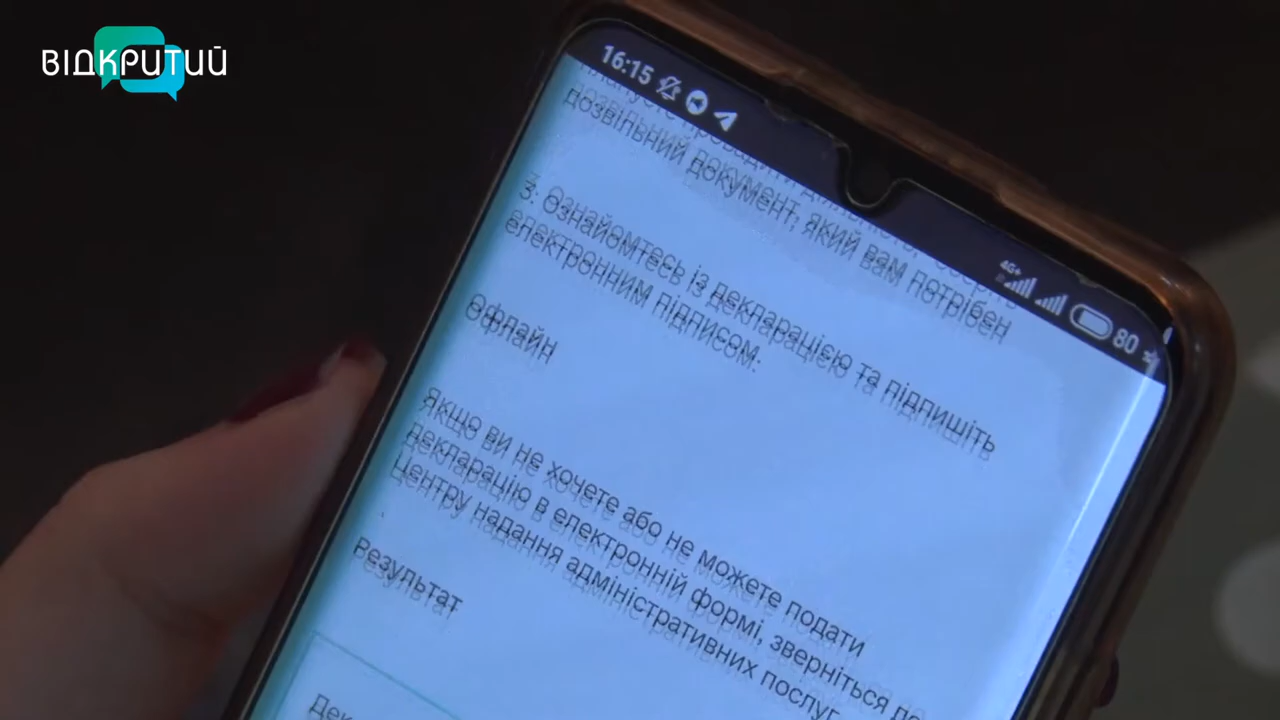 ВІДКРИТИЙ
16:15
4G+
80
дозвільний документ, який вам потрібен
3. Ознайомтесь із декларацією та підпишіть
електронним підписом.
Офлайн
Якщо ви не хочете або не можете подати
декларацію в електронній формі, зверніться до
Центру надання адміністративних послуг
Результат